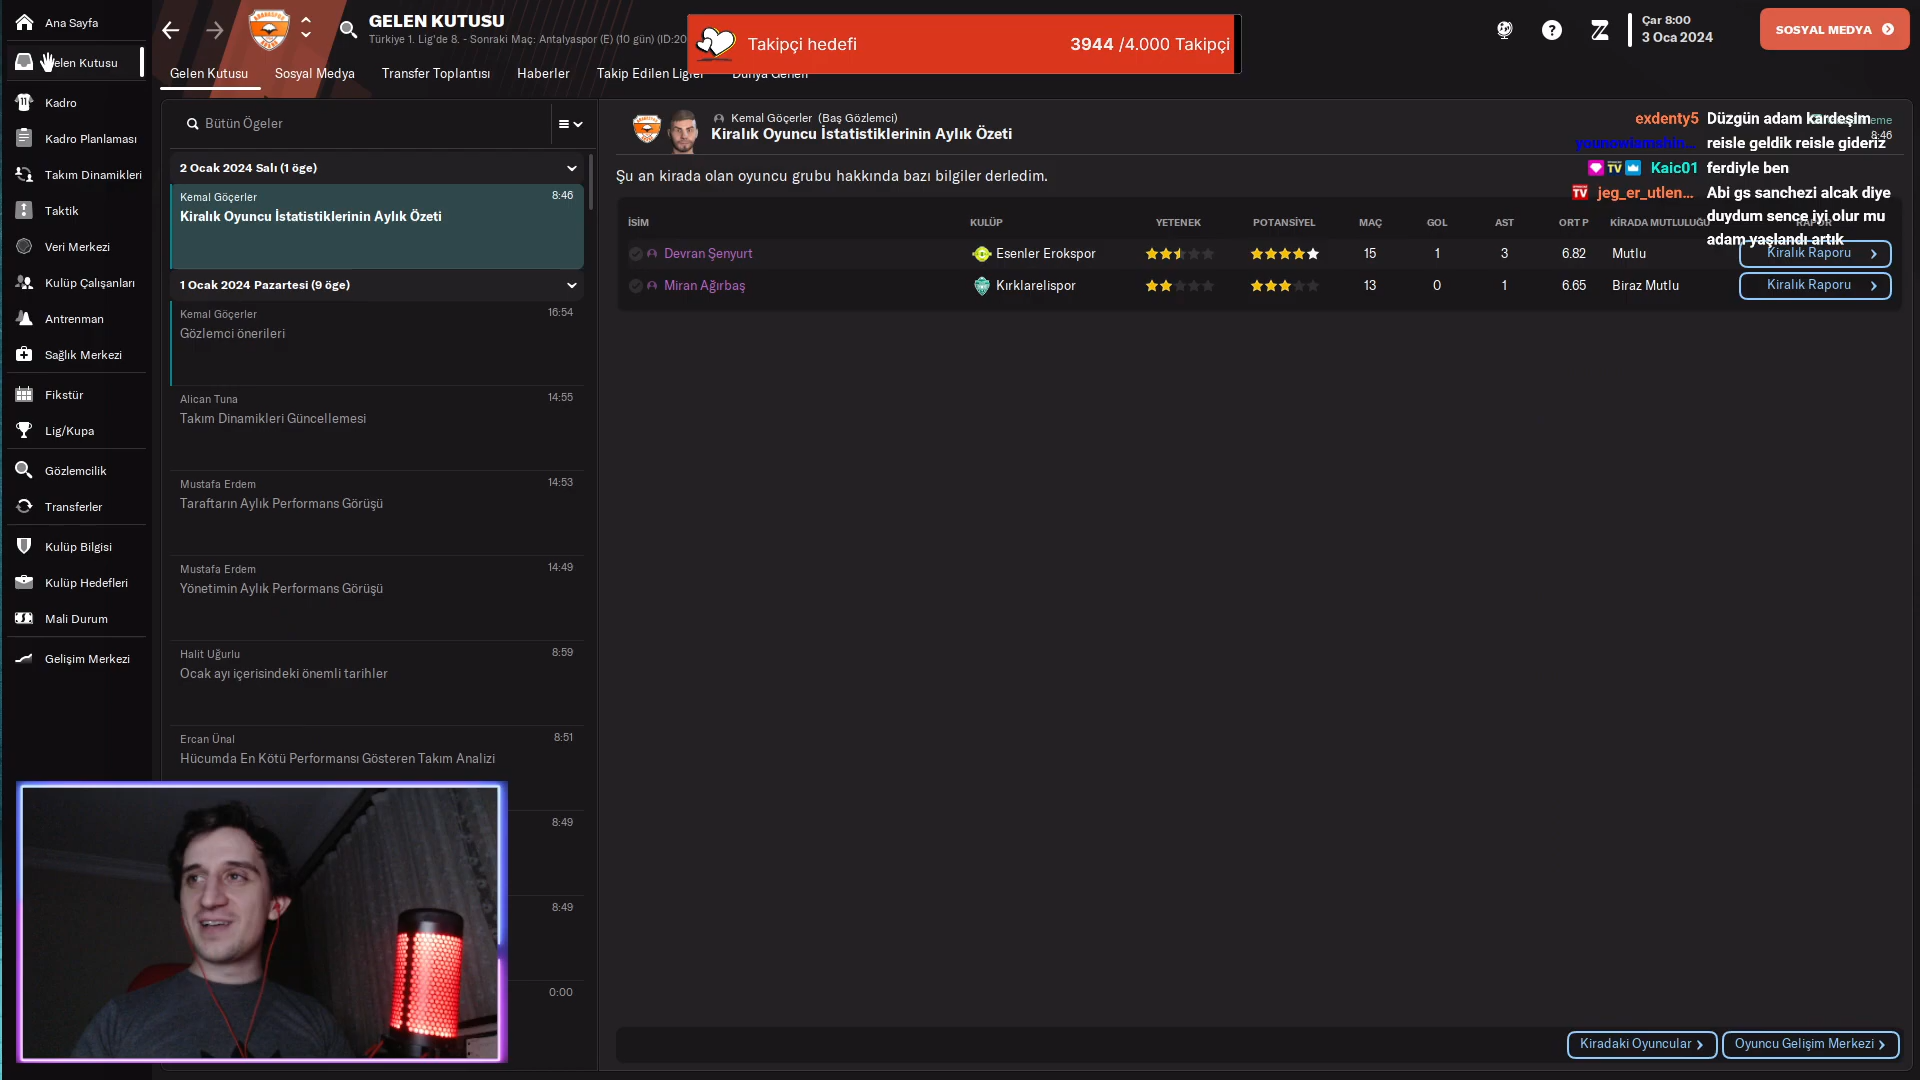 Ana Sayfa
Gelen Kutusu
Kadro
Kadro Planlaması
Takım Dinamikleri
Taktik
Veri Merkezi
Kulüp Çalışanları
Antrenman
Sağlık Merkezi
Fikstür
Lig/Kupa
Gözlemcilik
Transferler
Kulüp Bilgisi
Kulüp Hedefleri
Mali Durum
Gelişim Merkezi
GELEN KUTUSU
Türkiye 1. Lig'de 8. - Sonraki Maç: Antalyaspor (E) (10 gün) (ID:20
Takipçi hedefi
3944 /4.000 Takipçi
Çar 8:00
3 Oca 2024
SOSYAL MEDYA
Gelen Kutusu
Sosyal Medya
Transfer Toplantısı
Haberler
Takip Edilen Ligler
Dünya Geneli
Bütün Ögeler
2 Ocak 2024 Salı (1 öge)
Kemal Göçerler 8:46
Kiralık Oyuncu İstatistiklerinin Aylık Özeti
1 Ocak 2024 Pazartesi (9 öge)
Kemal Göçerler 16:54
Gözlemci önerileri
Alican Tuna 14:55
Takım Dinamikleri Güncellemesi
Mustafa Erdem 14:53
Taraftarın Aylık Performans Görüşü
Mustafa Erdem 14:49
Yönetimin Aylık Performans Görüşü
Halit Uğurlu 8:59
Ocak ayı içerisindeki önemli tarihler
Ercan Ünal 8:51
Hücumda En Kötü Performansı Gösteren Takım Analizi
8:49
8:49
0:00
Kemal Göçerler (Baş Gözlemci)
Kiralık Oyuncu İstatistiklerinin Aylık Özeti
8:46
Şu an kirada olan oyuncu grubu hakkında bazı bilgiler derledim.
exdenty5 Düzgün adam kardeşim
reisle geldik reisle gideriz
TV Kaic01 ferdiyle ben
TV jeg_er_utlen... Abi gs sanchezi alcak diye
duydum sence iyi olur mu
adam yaşlandı artık
İSİM KULÜP YETENEK POTANSİYEL MAÇ GOL AST ORT P KİRADA MUTLULUĞU RAPOR
Devran Şenyurt Esenler Erokspor 15 1 3 6.82 Mutlu Kiralık Raporu
Miran Ağırbaş Kırklarelispor 13 0 1 6.65 Biraz Mutlu Kiralık Raporu
Kiradaki Oyuncular
Oyuncu Gelişim Merkezi